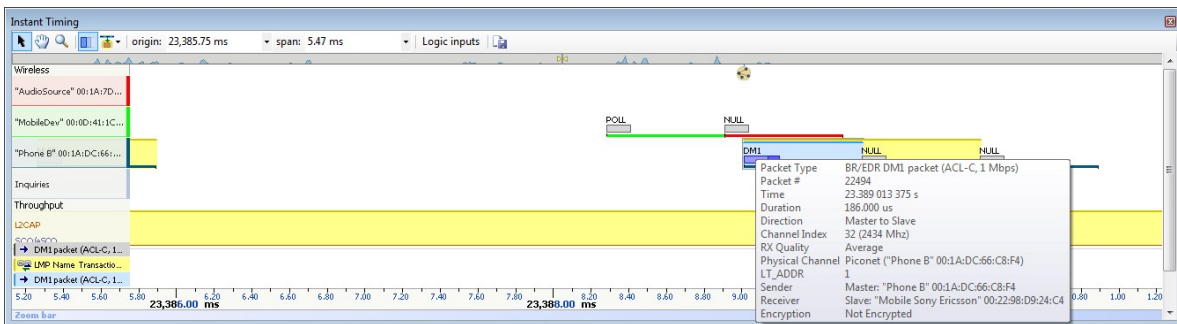 Instant Timing
origin: 23,385.75 ms span: 5.47 ms Logic inputs
Wireless
"AudioSource" 00:1A:7D...
"MobileDev" 00:0D:41:1C...
POLL NULL
"Phone B" 00:1A:DC:66:...
DM1 NULL NULL
Packet Type BR/EDR DM1 packet (ACL-C, 1 Mbps)
Packet # 22494
Time 23.389 013 375 s
Duration 186.000 us
Direction Master to Slave
Channel Index 32 (2434 Mhz)
RX Quality Average
Physical Channel Piconet ("Phone B" 00:1A:DC:66:C8:F4)
LT_ADDR 1
Sender Master: "Phone B" 00:1A:DC:66:C8:F4
Receiver Slave: "Mobile Sony Ericsson" 00:22:98:D9:24:C4
Encryption Not Encrypted
Inquiries
Throughput
L2CAP
SCO/eSCO
DM1 packet (ACL-C, 1...
LMP Name Transactio...
DM1 packet (ACL-C, 1...
5.20 5.40 5.60 5.80 6.20 6.40 6.60 6.80 7.00 7.20 7.40 7.60 7.80 8.20 8.40 8.60 8.80 9.00 0.80 1.00 1.20
23,386.00 ms 23,388.00 ms
Zoom bar